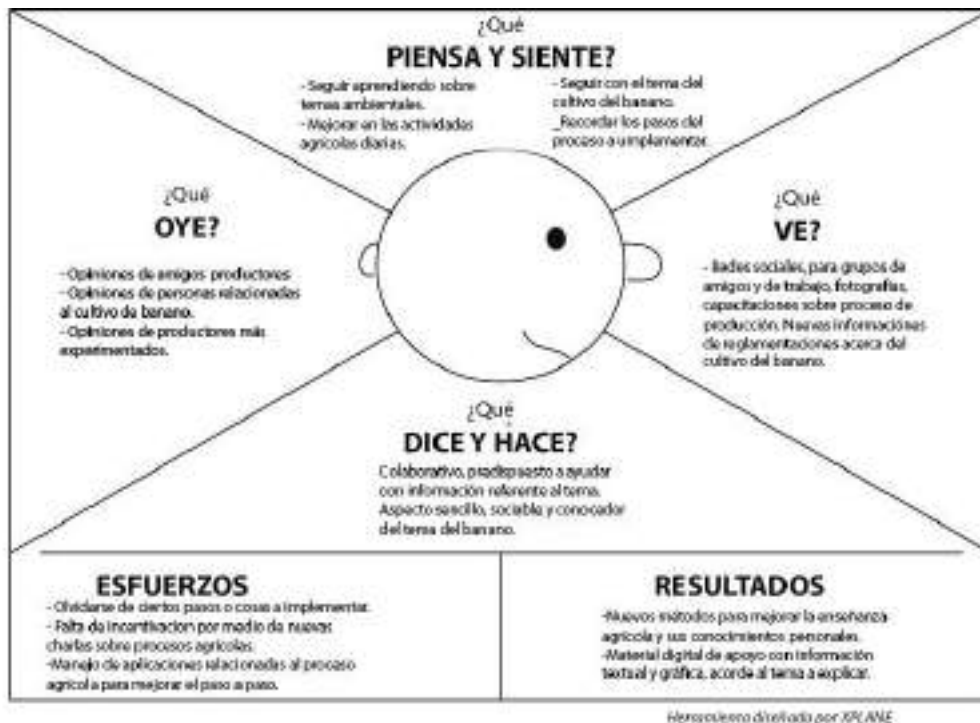 ¿Qué
PIENSA Y SIENTE?
- Seguir aprendiendo sobre
temas ambientales.
- Mejorar en las actividades
agrícolas diarias.
- Seguir con el tema del
cultivo del banano.
_Recordar los pasos del
proceso a umplementar.
¿Qué
OYE?
- Opiniones de amigos productores
- Opiniones de personas relacionadas
al cultivo de banano.
- Opiniones de productores más
experimentados.
¿Qué
VE?
- Redes sociales, para grupos de
amigos y de trabajo, fotografías,
capacitaciones sobre proceso de
producción. Nuevas informaciónes
de reglamentaciones acerca del
cultivo del banano.
¿Qué
DICE Y HACE?
Colaborativo, predispuesto a ayudar
con información referente al tema.
Aspecto sencillo, sociable y conocedor
del tema del banano.
ESFUERZOS
- Olvidarse de ciertos pasos o cosas a implementar.
- Falta de incentivacion por medio de nuevas
charlas sobre procesos agrícolas.
-Manejo de aplicaciones relacionadas al proceso
agrícola para mejorar el paso a paso.
RESULTADOS
-Nuevos métodos para mejorar la enseñanza
agrícola y sus conocimientos personales.
-Material digital de apoyo con información
textual y gráfica, acorde al tema a explicar.
Herramienta diseñada por XPLANE